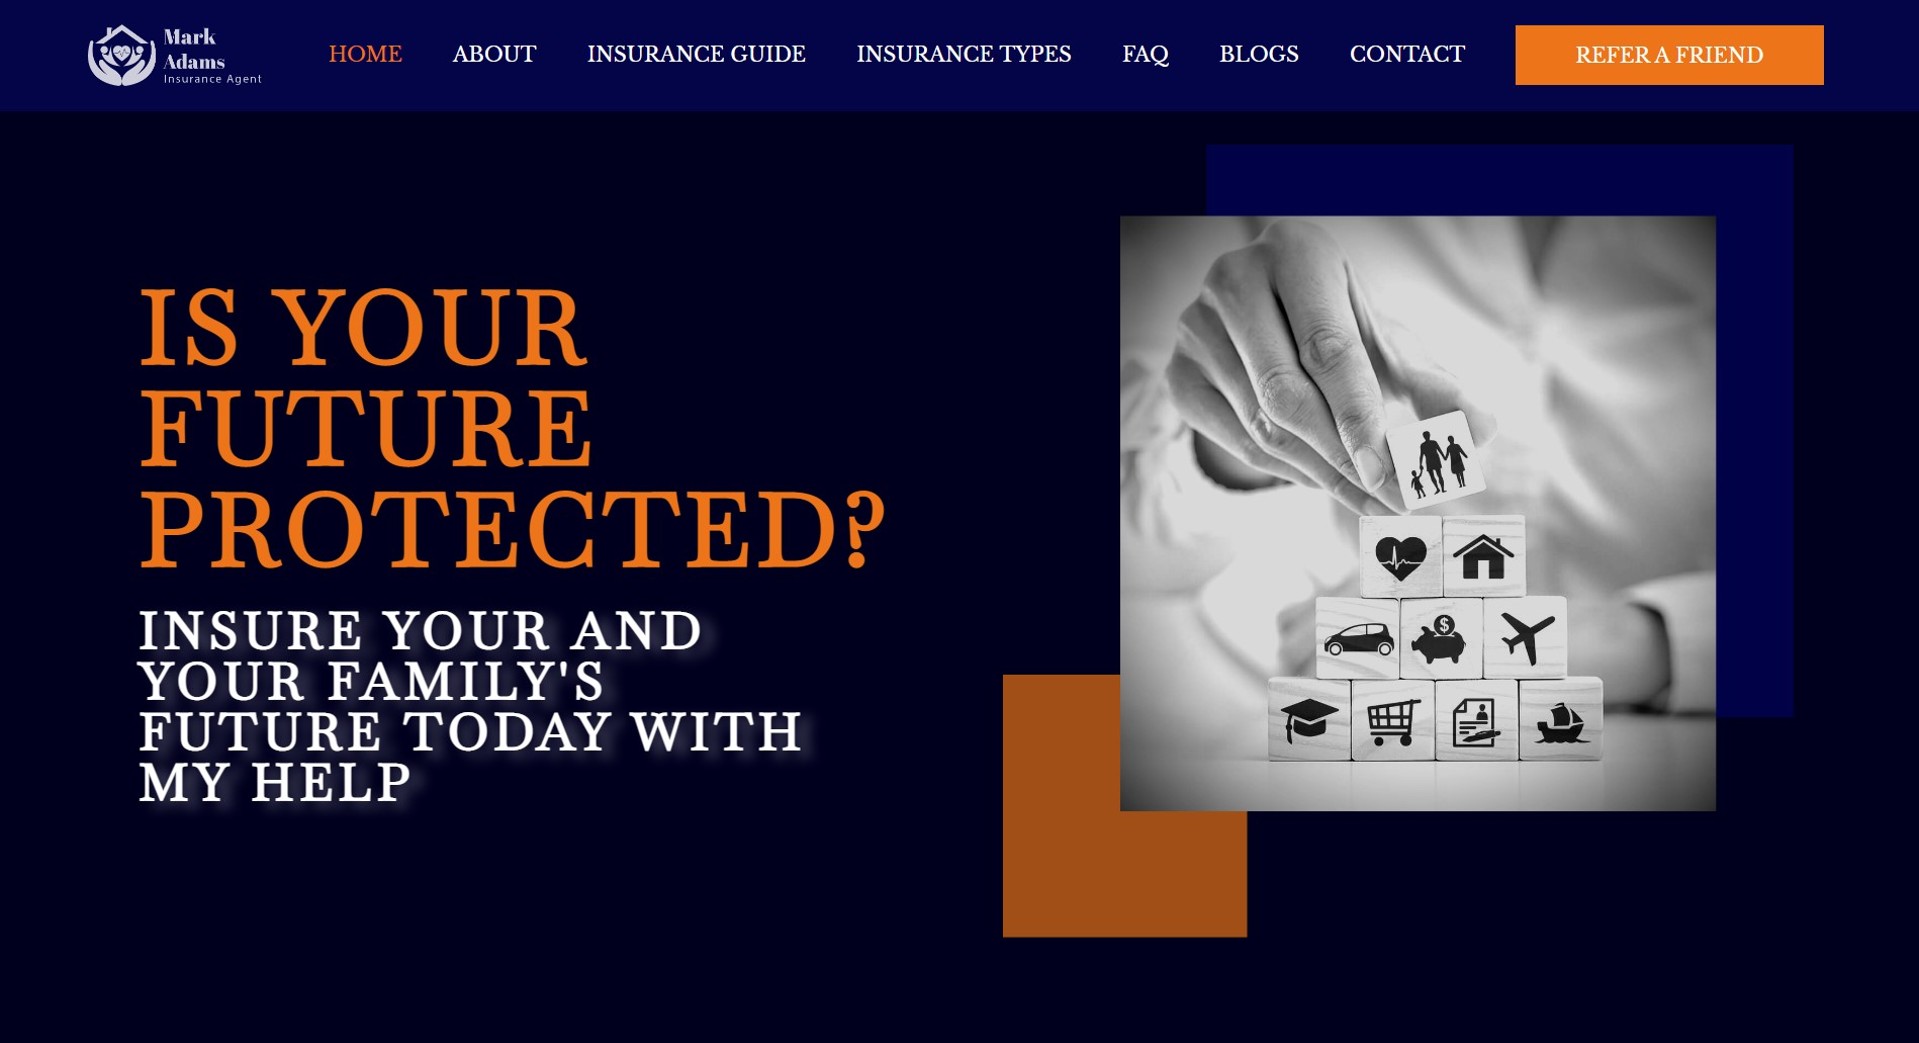 Mark
Adams
Insurance Agent
HOME ABOUT INSURANCE GUIDE INSURANCE TYPES FAQ BLOGS CONTACT REFER A FRIEND
IS YOUR
FUTURE
PROTECTED?
INSURE YOUR AND
YOUR FAMILY'S
FUTURE TODAY WITH
MY HELP
$